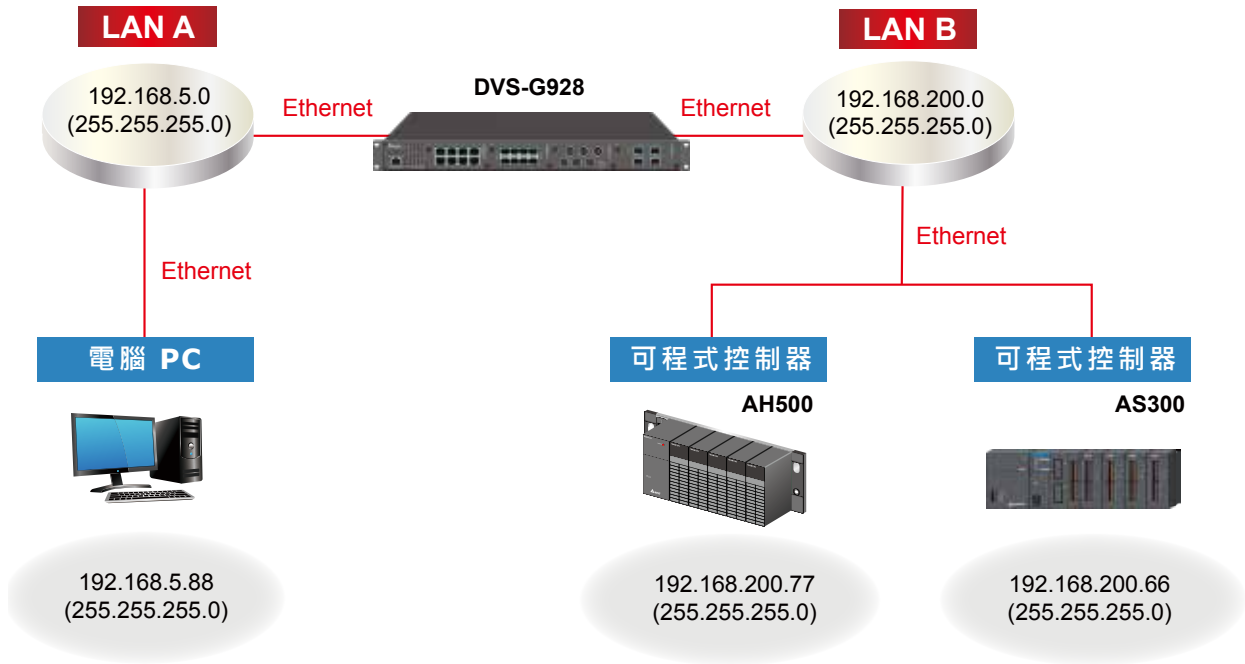 LAN A
LAN B
192.168.5.0
(255.255.255.0)
Ethernet
DVS-G928
Ethernet
192.168.200.0
(255.255.255.0)
Ethernet
Ethernet
電腦 PC
可程式控制器
可程式控制器
AH500
AS300
192.168.5.88
(255.255.255.0)
192.168.200.77
(255.255.255.0)
192.168.200.66
(255.255.255.0)